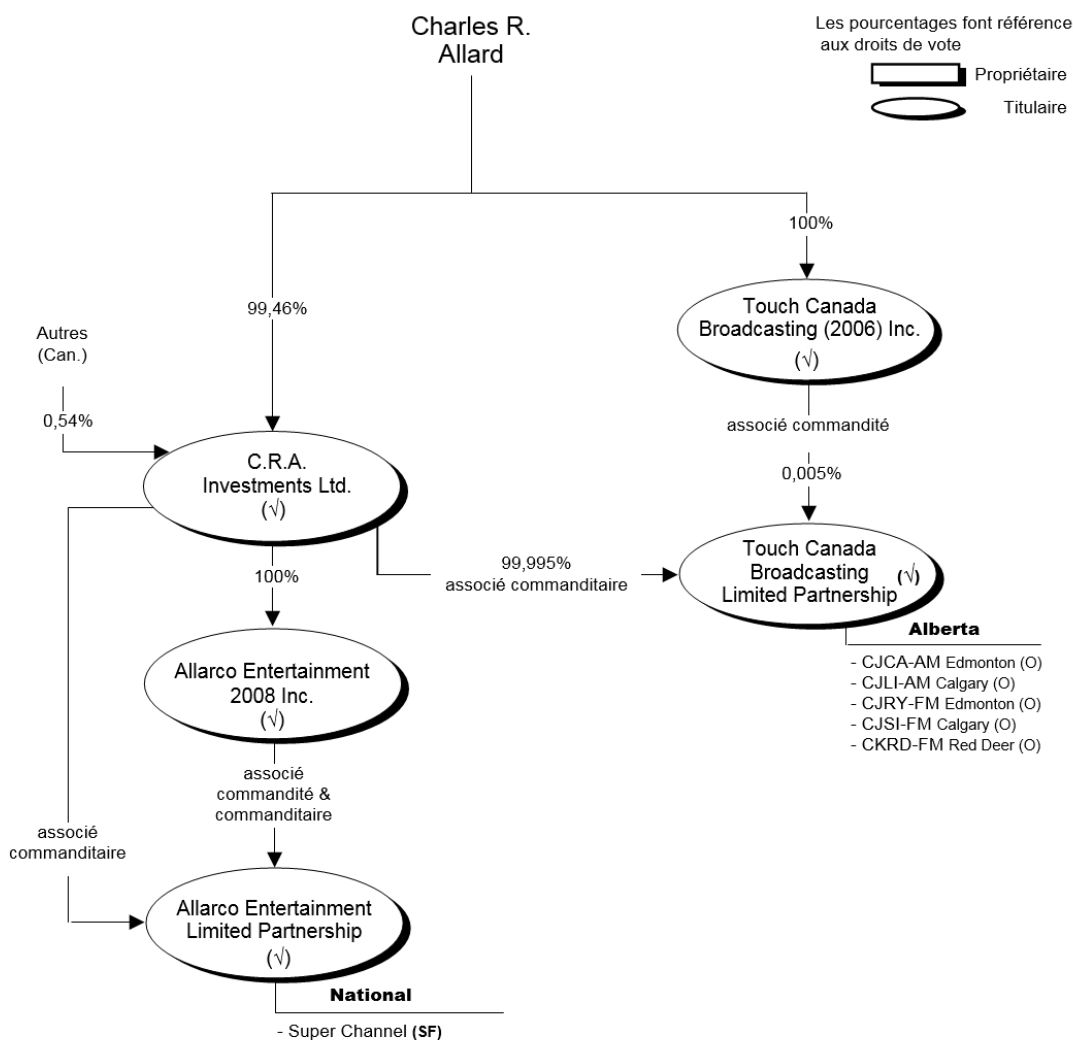 Charles R.
Allard
Les pourcentages font référence
aux droits de vote
Propriétaire
Titulaire
100%
99,46%
Touch Canada
Broadcasting (2006) Inc.
(√)
Autres
(Can.)
0,54%
associé commandité
C.R.A.
Investments Ltd.
(√)
0,005%
99,995%
associé commanditaire
Touch Canada
Broadcasting
Limited Partnership
(√)
100%
Alberta
- CJCA-AM Edmonton (O)
- CJLI-AM Calgary (O)
- CJRY-FM Edmonton (O)
- CJSI-FM Calgary (O)
- CKRD-FM Red Deer (O)
Allarco Entertainment
2008 Inc.
(√)
associé
commandité &
commanditaire
associé
commanditaire
Allarco Entertainment
Limited Partnership
(√)
National
- Super Channel (SF)